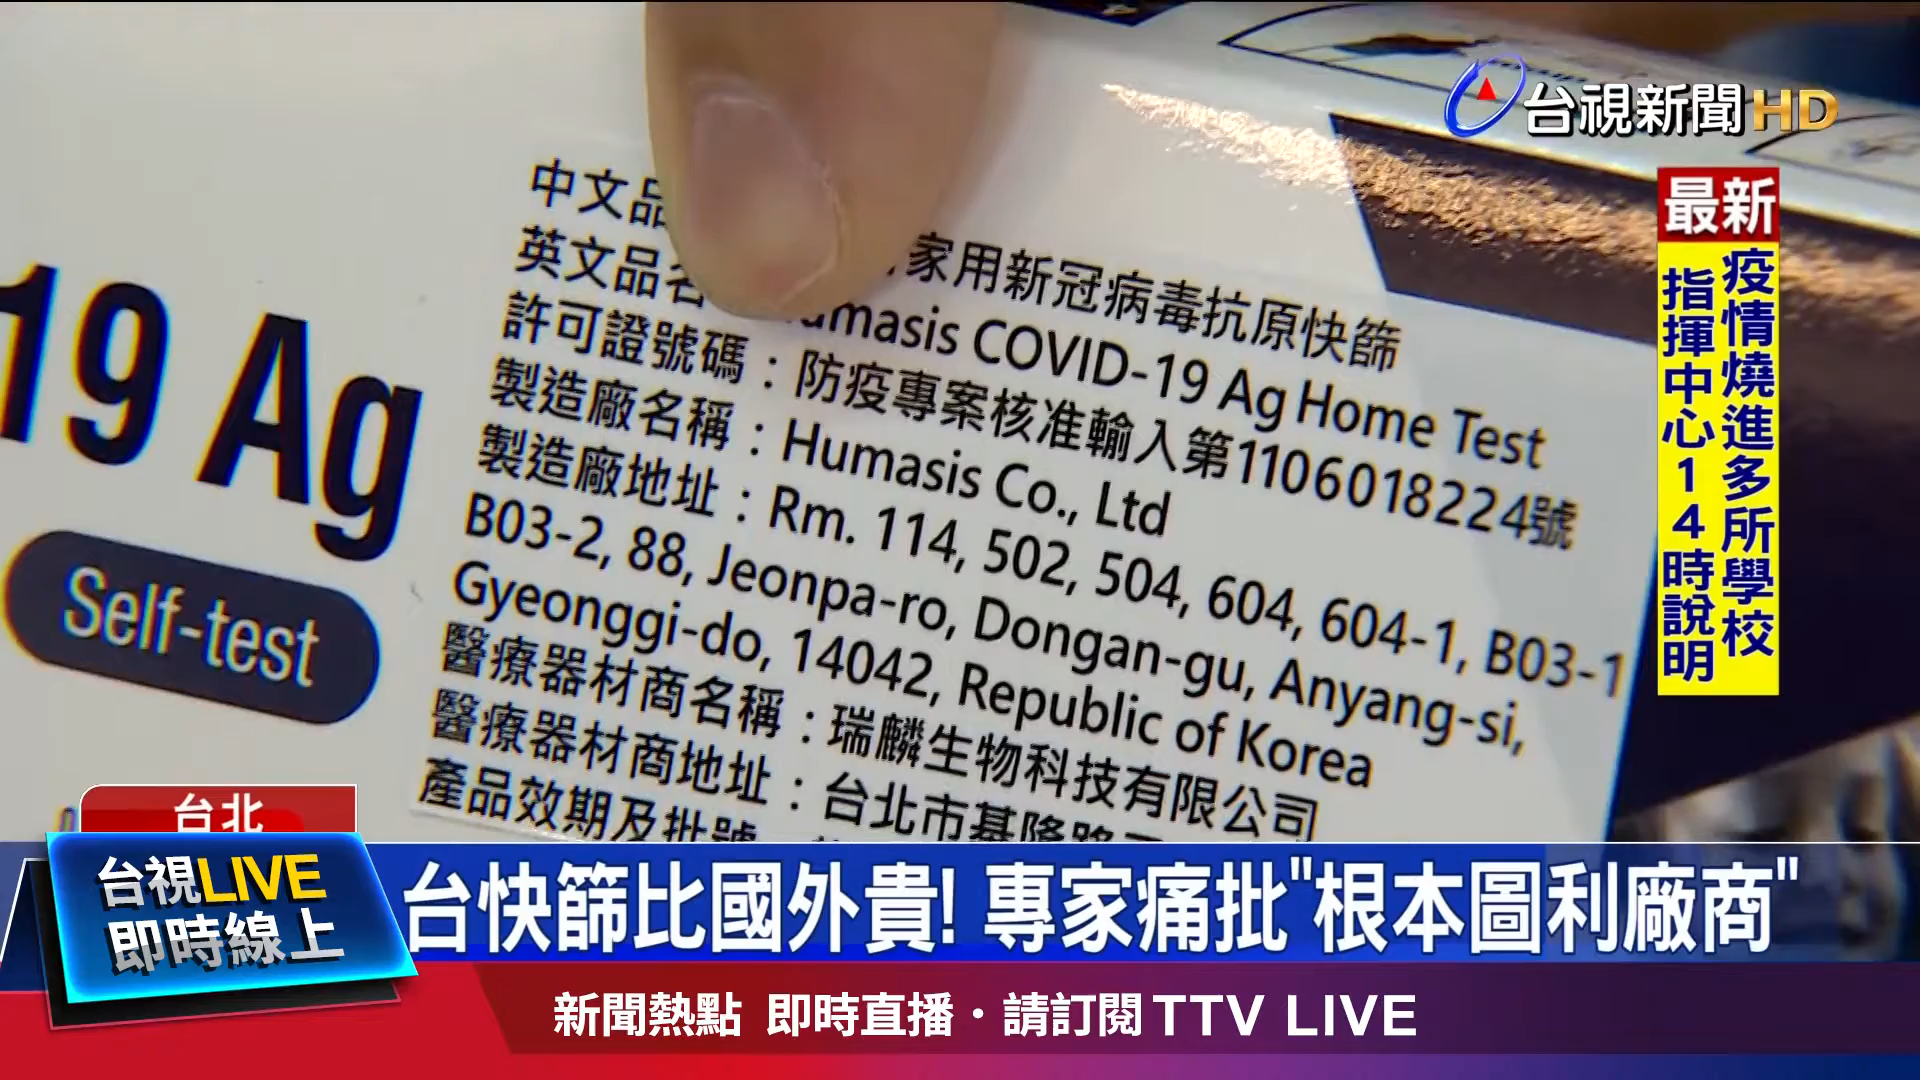 台視新聞HD
最新
疫情燒進多所學校
指揮中心14時說明
19 Ag
Self-test
中文品
家用新冠病毒抗原快篩
英文品名
umasis COVID-19 Ag Home Test
許可證號碼：防疫專案核准輸入第1106018224號
製造廠名稱：Humasis Co., Ltd
製造廠地址：Rm. 114, 502, 504, 604, 604-1, B03-1
B03-2, 88, Jeonpa-ro, Dongan-gu, Anyang-si,
Gyeonggi-do, 14042, Republic of Korea
醫療器材商名稱：瑞麟生物科技有限公司
醫療器材商地址：台北市基隆路
產品效期及批號
台北
台視LIVE
即時線上
台快篩比國外貴! 專家痛批"根本圖利廠商"
新聞熱點 即時直播・請訂閱TTV LIVE